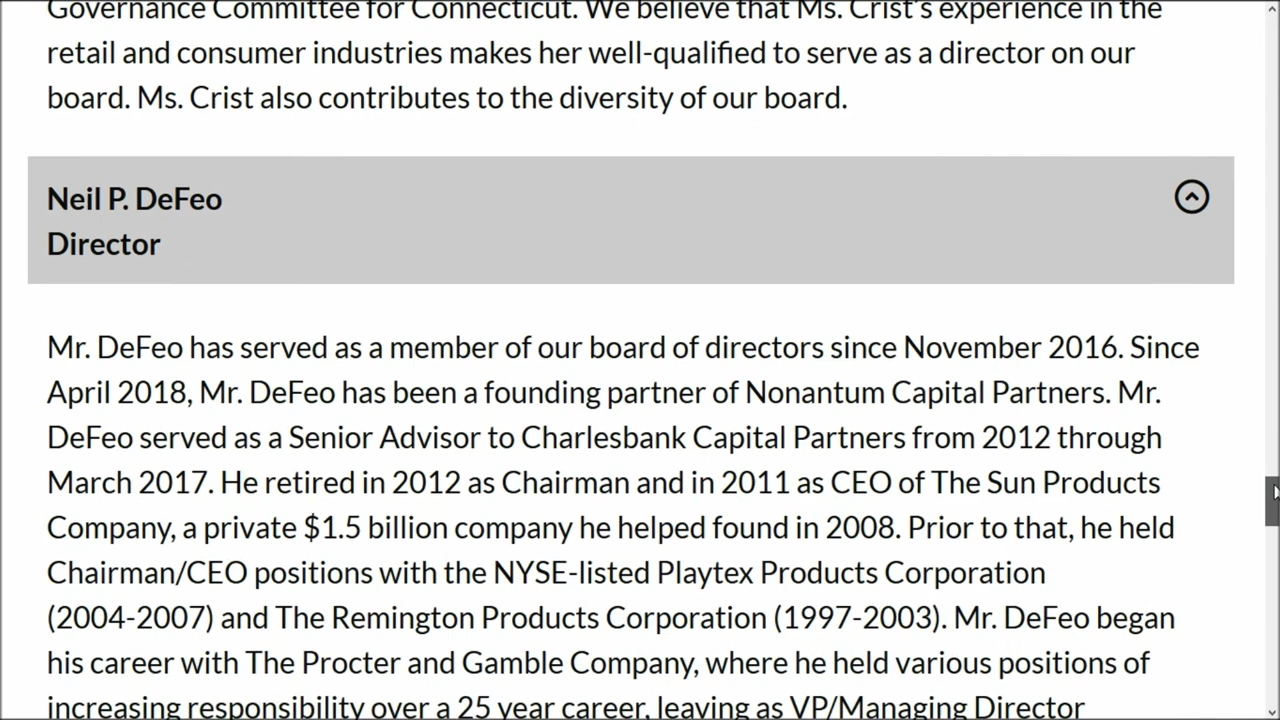 Governance Committee for Connecticut. We believe that Ms. Crist's experience in the
retail and consumer industries makes her well-qualified to serve as a director on our
board. Ms. Crist also contributes to the diversity of our board.
Neil P. DeFeo
Director
Mr. DeFeo has served as a member of our board of directors since November 2016. Since
April 2018, Mr. DeFeo has been a founding partner of Nonantum Capital Partners. Mr.
DeFeo served as a Senior Advisor to Charlesbank Capital Partners from 2012 through
March 2017. He retired in 2012 as Chairman and in 2011 as CEO of The Sun Products
Company, a private $1.5 billion company he helped found in 2008. Prior to that, he held
Chairman/CEO positions with the NYSE-listed Playtex Products Corporation
(2004-2007) and The Remington Products Corporation (1997-2003). Mr. DeFeo began
his career with The Procter and Gamble Company, where he held various positions of
increasing responsibility over a 25 year career, leaving as VP/Managing Director